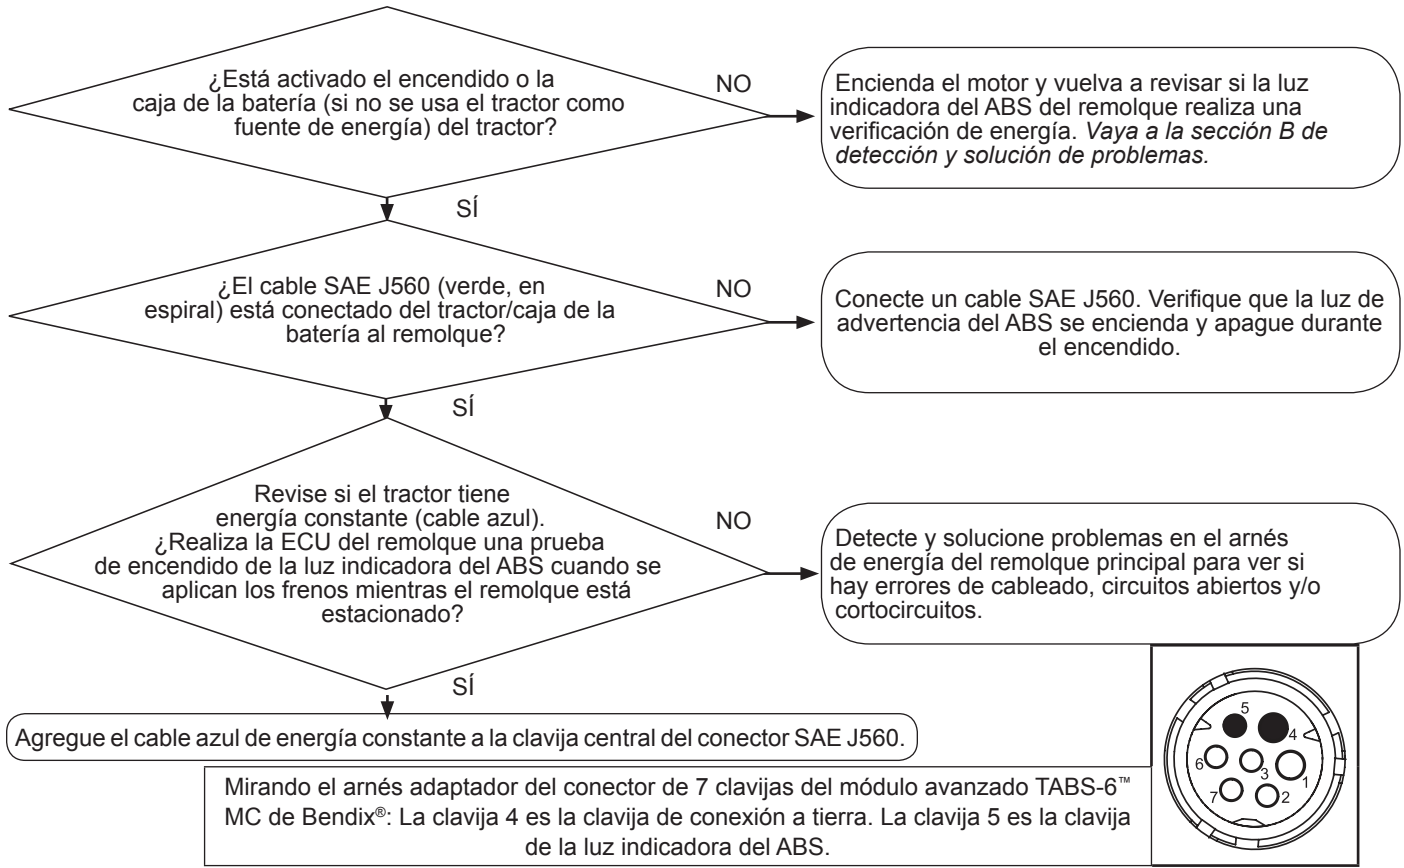 ¿Está activado el encendido o la
caja de la batería (si no se usa el tractor como
fuente de energía) del tractor?
NO
Encienda el motor y vuelva a revisar si la luz
indicadora del ABS del remolque realiza una
verificación de energía. Vaya a la sección B de
detección y solución de problemas.
SÍ
¿El cable SAE J560 (verde, en
espiral) está conectado del tractor/caja de la
batería al remolque?
NO
Conecte un cable SAE J560. Verifique que la luz de
advertencia del ABS se encienda y apague durante
el encendido.
SÍ
Revise si el tractor tiene
energía constante (cable azul).
¿Realiza la ECU del remolque una prueba
de encendido de la luz indicadora del ABS cuando se
aplican los frenos mientras el remolque está
estacionado?
NO
Detecte y solucione problemas en el arnés
de energía del remolque principal para ver si
hay errores de cableado, circuitos abiertos y/o
cortocircuitos.
SÍ
Agregue el cable azul de energía constante a la clavija central del conector SAE J560.
Mirando el arnés adaptador del conector de 7 clavijas del módulo avanzado TABS-6™
MC de Bendix®: La clavija 4 es la clavija de conexión a tierra. La clavija 5 es la clavija
de la luz indicadora del ABS.
5
4
6
3
1
7
2